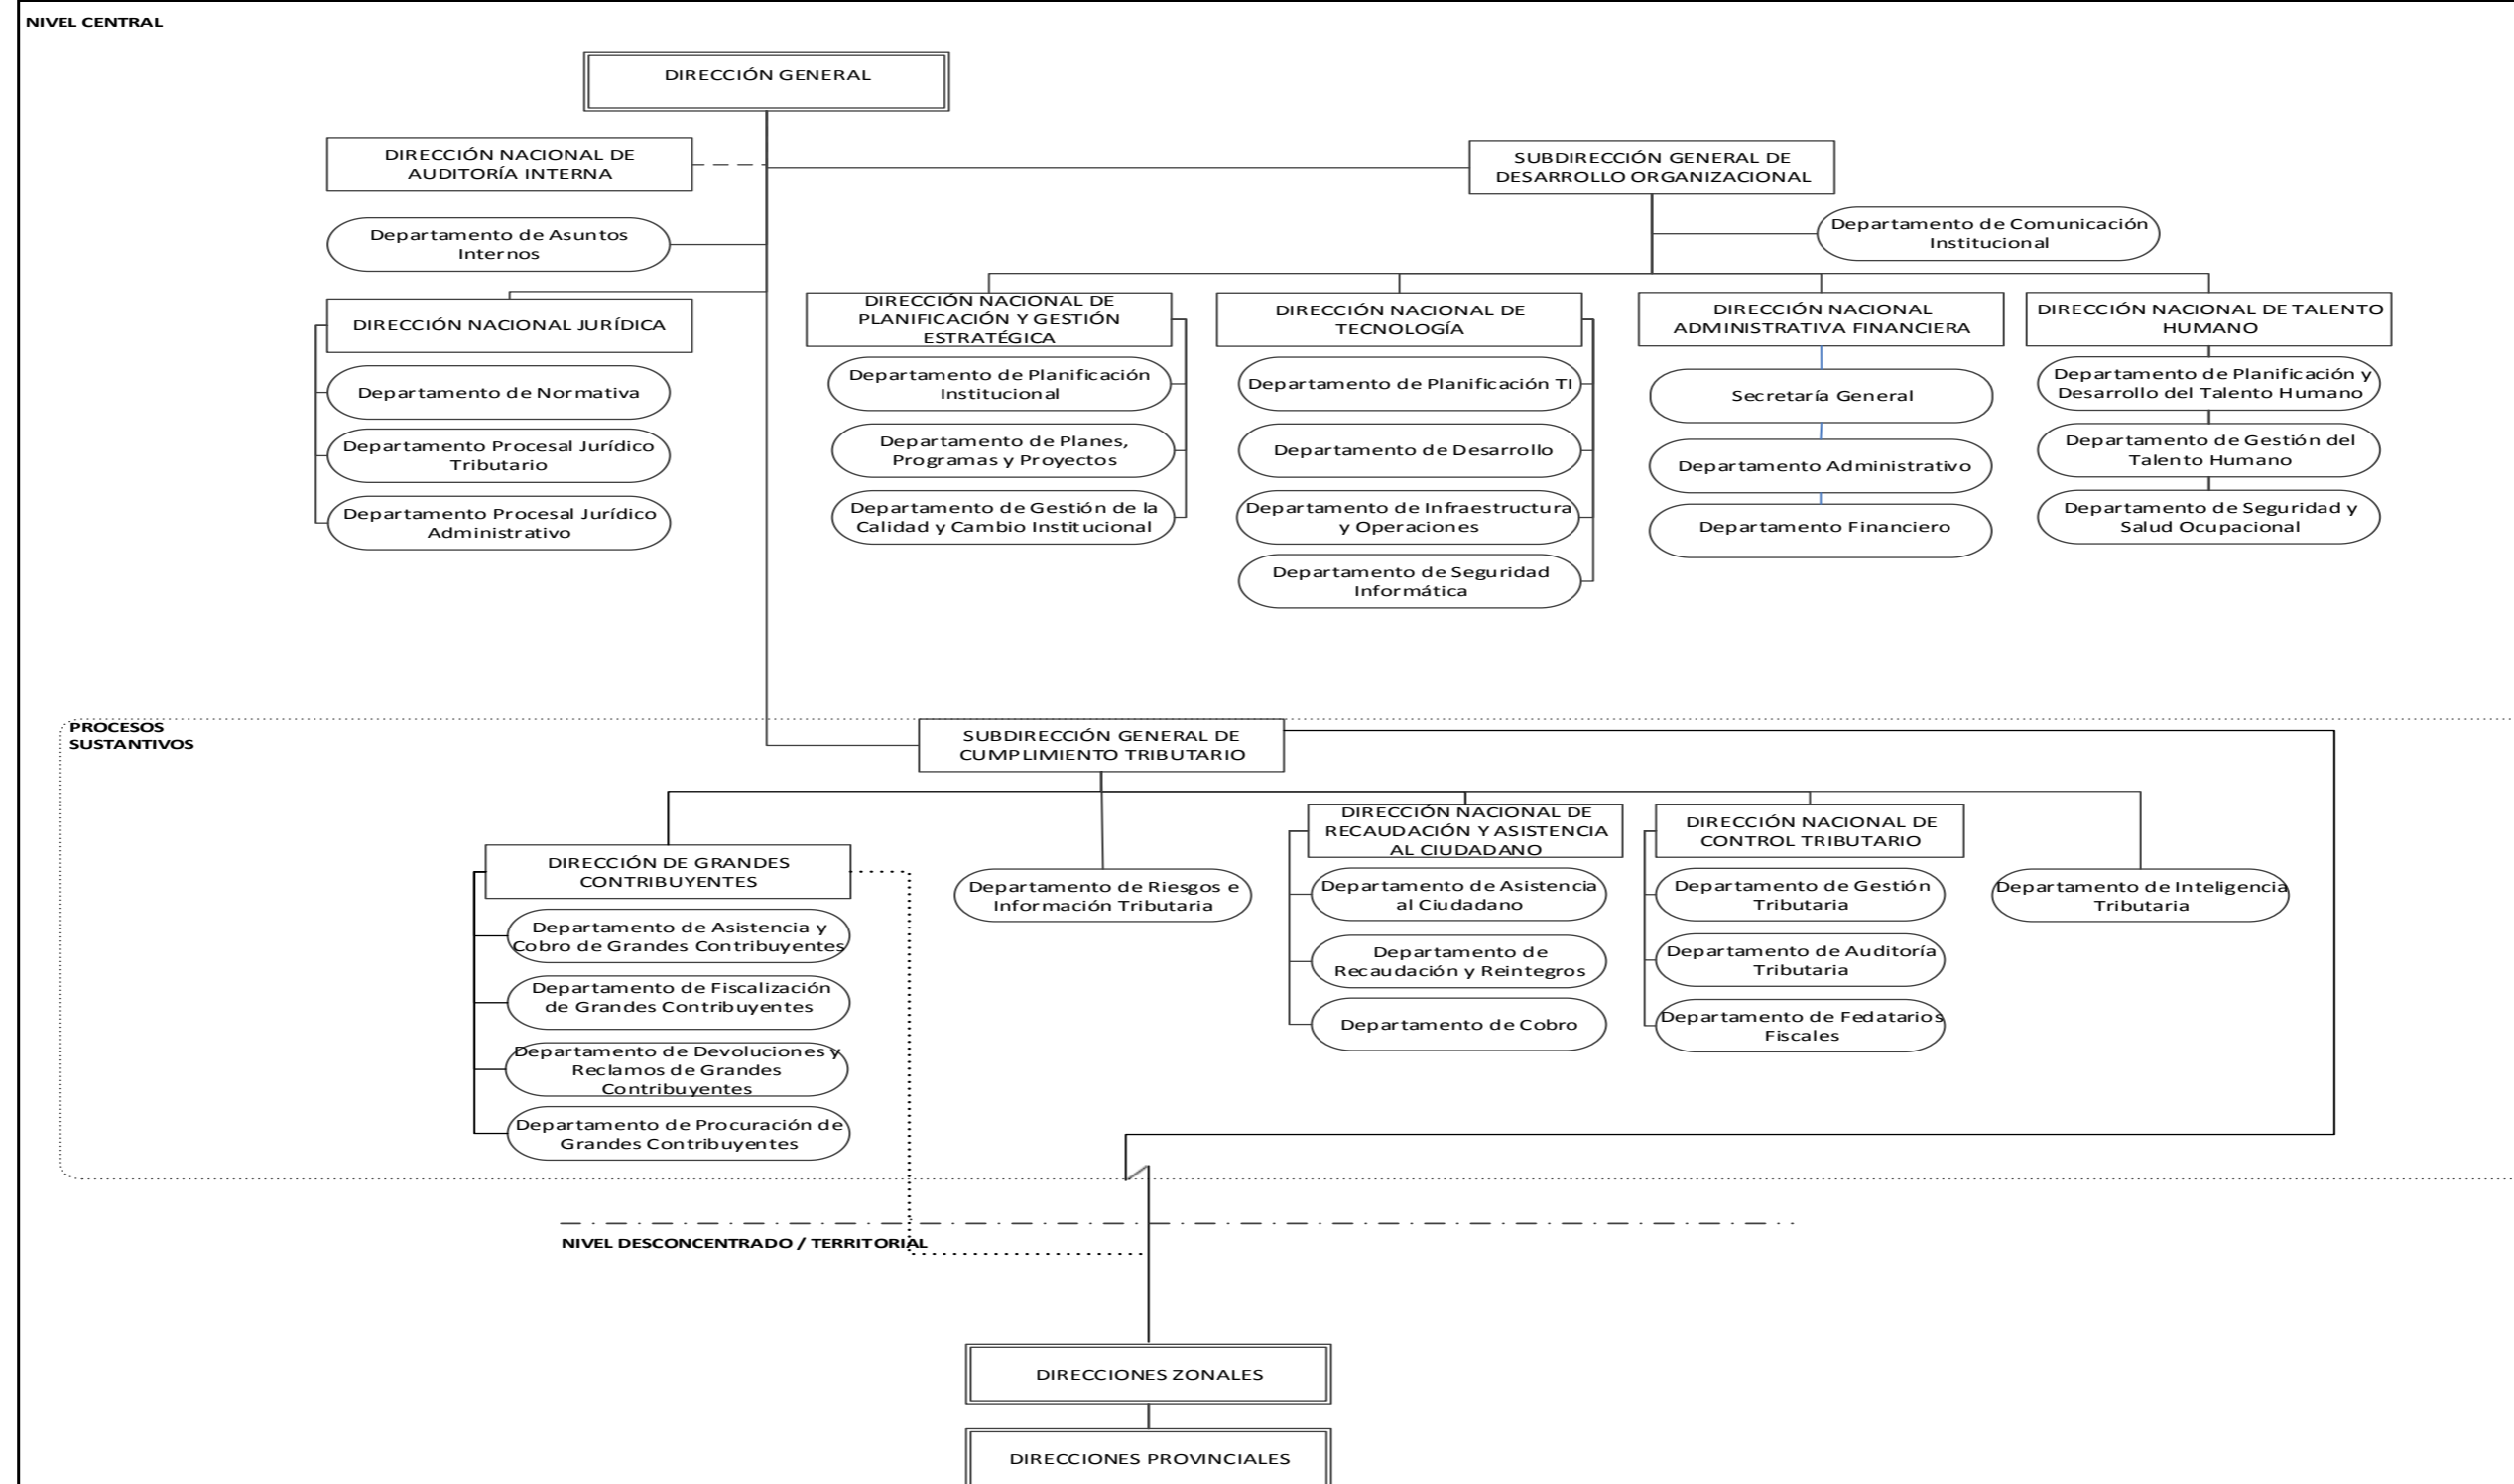 NIVEL CENTRAL
DIRECCIÓN GENERAL
DIRECCIÓN NACIONAL DE
AUDITORÍA INTERNA
SUBDIRECCIÓN GENERAL DE
DESARROLLO ORGANIZACIONAL
Departamento de Asuntos
Internos
Departamento de Comunicación
Institucional
DIRECCIÓN NACIONAL JURÍDICA
Departamento de Normativa
Departamento Procesal Jurídico
Tributario
Departamento Procesal Jurídico
Administrativo
DIRECCIÓN NACIONAL DE
PLANIFICACIÓN Y GESTIÓN
ESTRATÉGICA
Departamento de Planificación
Institucional
Departamento de Planes,
Programas y Proyectos
Departamento de Gestión de la
Calidad y Cambio Institucional
DIRECCIÓN NACIONAL DE
TECNOLOGÍA
Departamento de Planificación TI
Departamento de Desarrollo
Departamento de Infraestructura
y Operaciones
Departamento de Seguridad
Informática
DIRECCIÓN NACIONAL
ADMINISTRATIVA FINANCIERA
Secretaría General
Departamento Administrativo
Departamento Financiero
DIRECCIÓN NACIONAL DE TALENTO
HUMANO
Departamento de Planificación y
Desarrollo del Talento Humano
Departamento de Gestión del
Talento Humano
Departamento de Seguridad y
Salud Ocupacional
PROCESOS
SUSTANTIVOS
SUBDIRECCIÓN GENERAL DE
CUMPLIMIENTO TRIBUTARIO
DIRECCIÓN DE GRANDES
CONTRIBUYENTES
Departamento de Asistencia y
Cobro de Grandes Contribuyentes
Departamento de Fiscalización
de Grandes Contribuyentes
Departamento de Devoluciones y
Reclamos de Grandes
Contribuyentes
Departamento de Procuración de
Grandes Contribuyentes
Departamento de Riesgos e
Información Tributaria
DIRECCIÓN NACIONAL DE
RECAUDACIÓN Y ASISTENCIA
AL CIUDADANO
Departamento de Asistencia
al Ciudadano
Departamento de
Recaudación y Reintegros
Departamento de Cobro
DIRECCIÓN NACIONAL DE
CONTROL TRIBUTARIO
Departamento de Gestión
Tributaria
Departamento de Auditoría
Tributaria
Departamento de Fedatarios
Fiscales
Departamento de Inteligencia
Tributaria
NIVEL DESCONCENTRADO / TERRITORIAL
DIRECCIONES ZONALES
DIRECCIONES PROVINCIALES